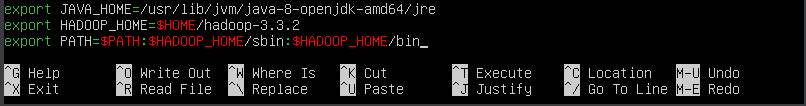 export JAVA_HOME=/usr/lib/jvm/java-8-openjdk-amd64/jre
export HADOOP_HOME=$HOME/hadoop-3.3.2
export PATH=$PATH:$HADOOP_HOME/sbin:$HADOOP_HOME/bin_
^G Help ^O Write Out ^W Where Is ^K Cut ^T Execute ^C Location M-U Undo
^X Exit ^R Read File ^\ Replace ^U Paste ^J Justify ^/ Go To Line M-E Redo